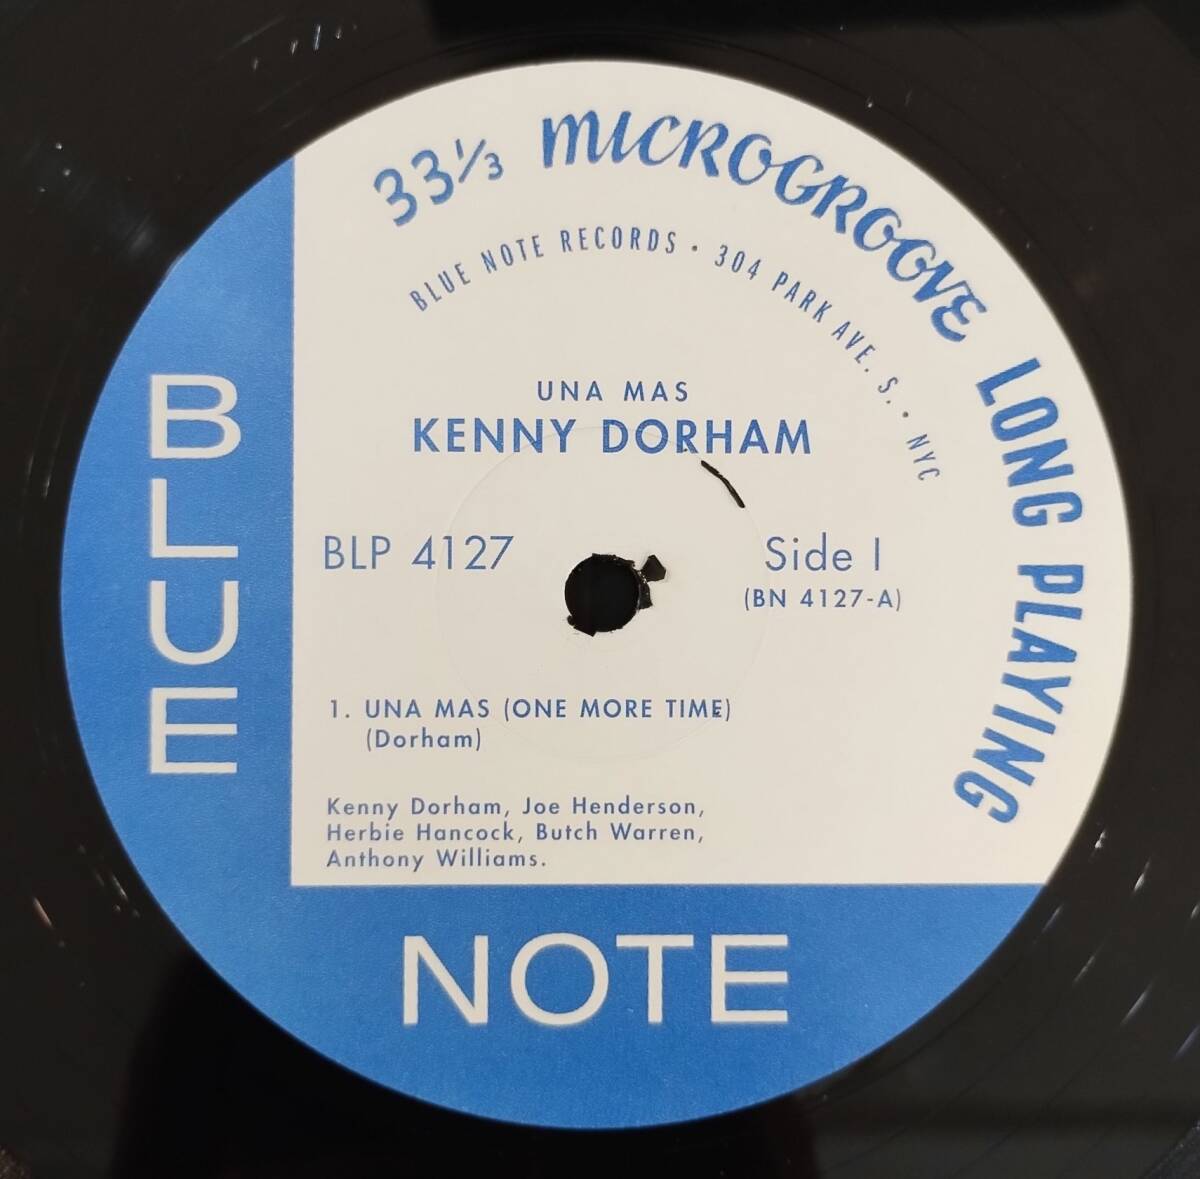 33⅓ MICROGROOVE LONG PLAYING
BLUE NOTE RECORDS · 304 PARK AVE. S. · NYC
UNA MAS
KENNY DORHAM
BLP 4127
Side I
(BN 4127-A)
1. UNA MAS (ONE MORE TIME)
(Dorham)
Kenny Dorham, Joe Henderson,
Herbie Hancock, Butch Warren,
Anthony Williams.
BLUE
NOTE